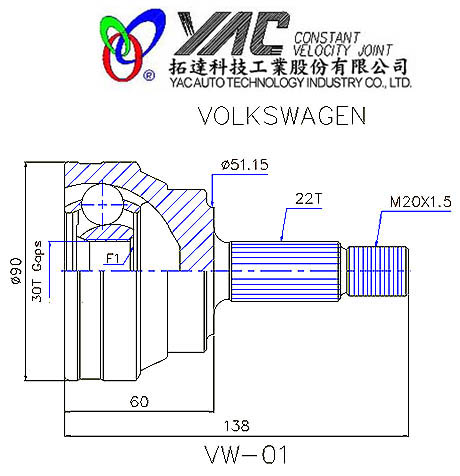 YAC CONSTANT
VELOCITY JOINT
®
拓達科技工業股份有限公司
YAC AUTO TECHNOLOGY INDUSTRY CO., LTD.
VOLKSWAGEN
Ø51.15
22T
M20X1.5
Ø90
30T Gaps
F1
60
138
VW-01